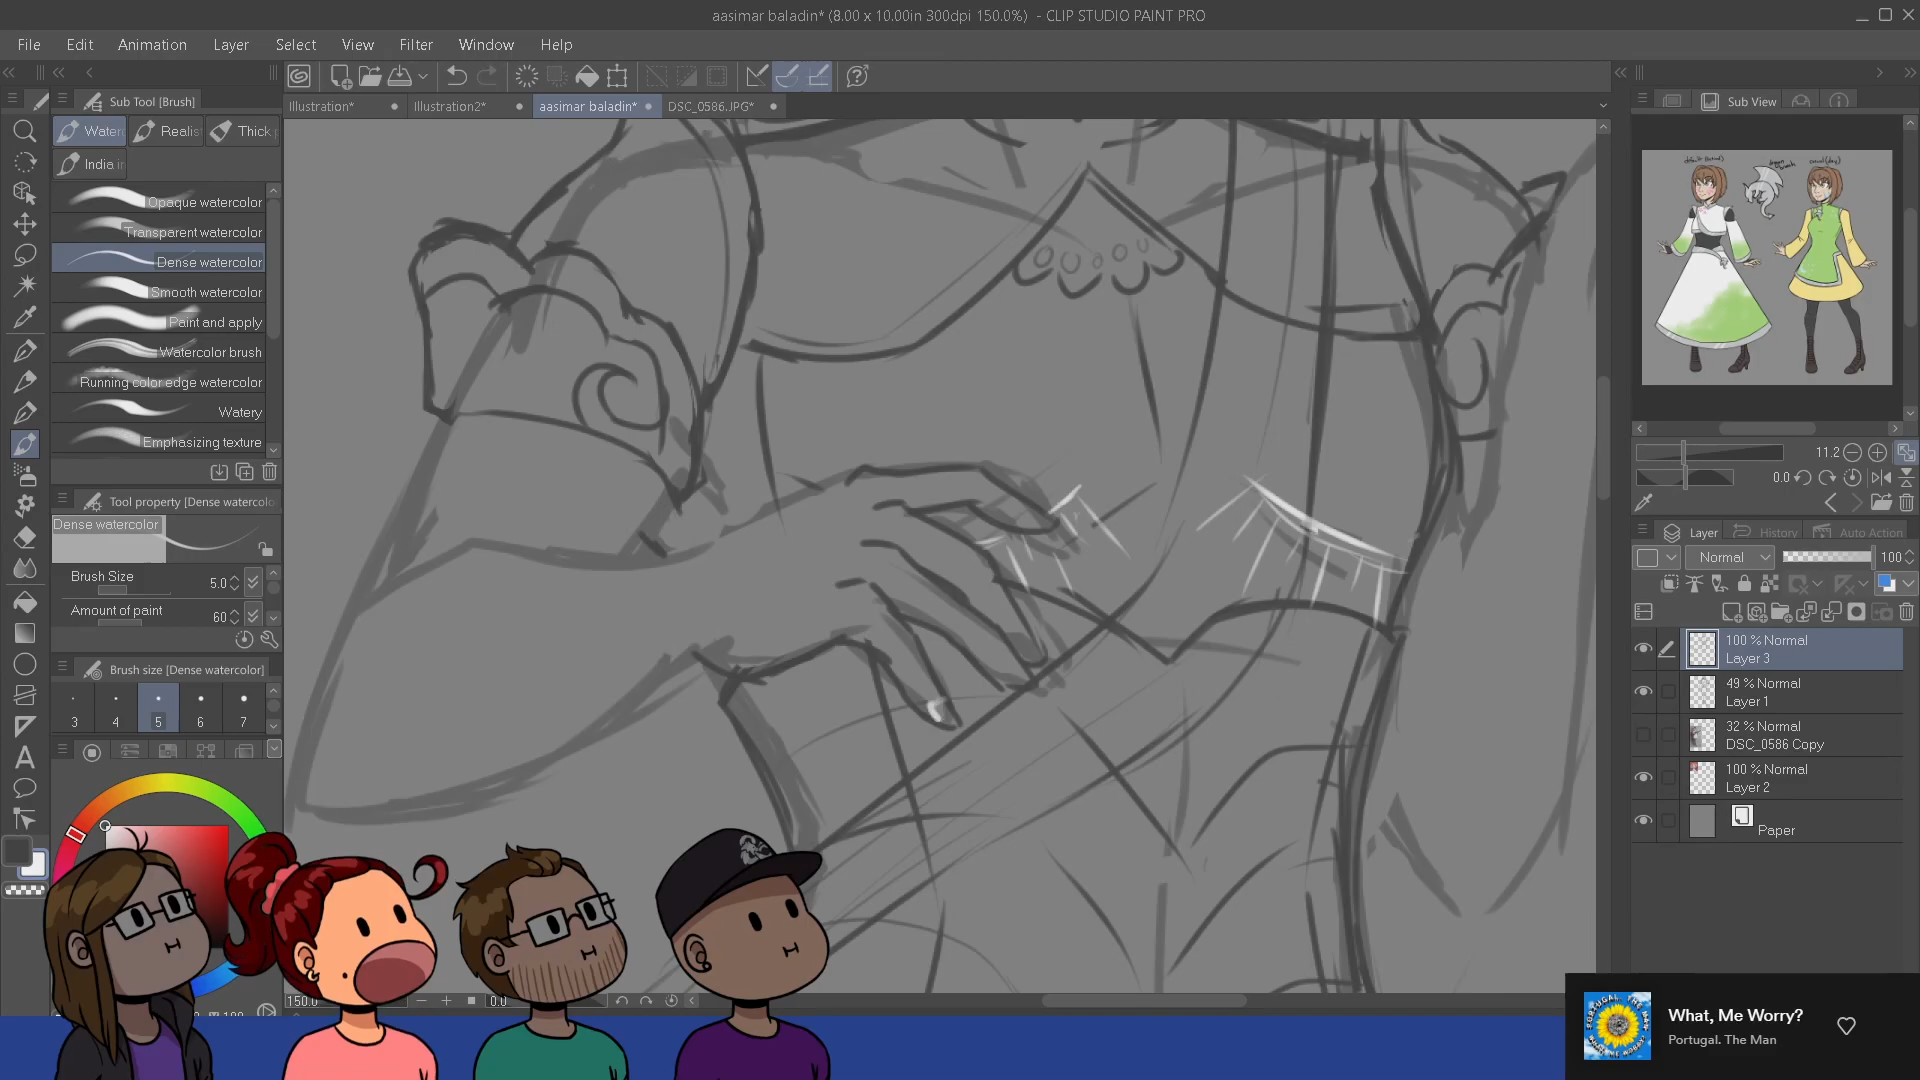 aasimar baladin* (8.00 x 10.00in 300dpi 150.0%) - CLIP STUDIO PAINT PRO
File Edit Animation Layer Select View Filter Window Help
Sub Tool [Brush]
Illustration* Illustration2* aasimar baladin* DSC_0586.JPG*
Sub View
Waterc Realis Thick
India in
Opaque watercolor
Transparent watercolor
Dense watercolor
Smooth watercolor
Paint and apply
Watercolor brush
Running color edge watercolor
Watery
Emphasizing texture
Tool property [Dense watercolo
Dense watercolor
Brush Size 5.0
Amount of paint 60
Brush size [Dense watercolor]
3 4 5 6 7
11.2
0.0
Layer History Auto Action
Normal 100
100 % Normal
Layer 3
49 % Normal
Layer 1
32 % Normal
DSC_0586 Copy
100 % Normal
Layer 2
Paper
150.0 0.0
What, Me Worry?
Portugal. The Man